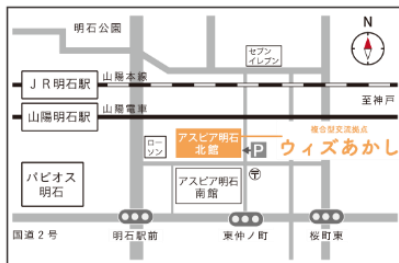 明石公園
N
セブン
イレブン
JR明石駅
山陽本線
至神戸
山陽明石駅
山陽電車
複合型交流拠点
ウィズあかし
ロー
ソン
アスピア明石
北館
P
パピオス
明石
アスピア明石
南館
国道2号
明石駅前
東仲ノ町
桜町東